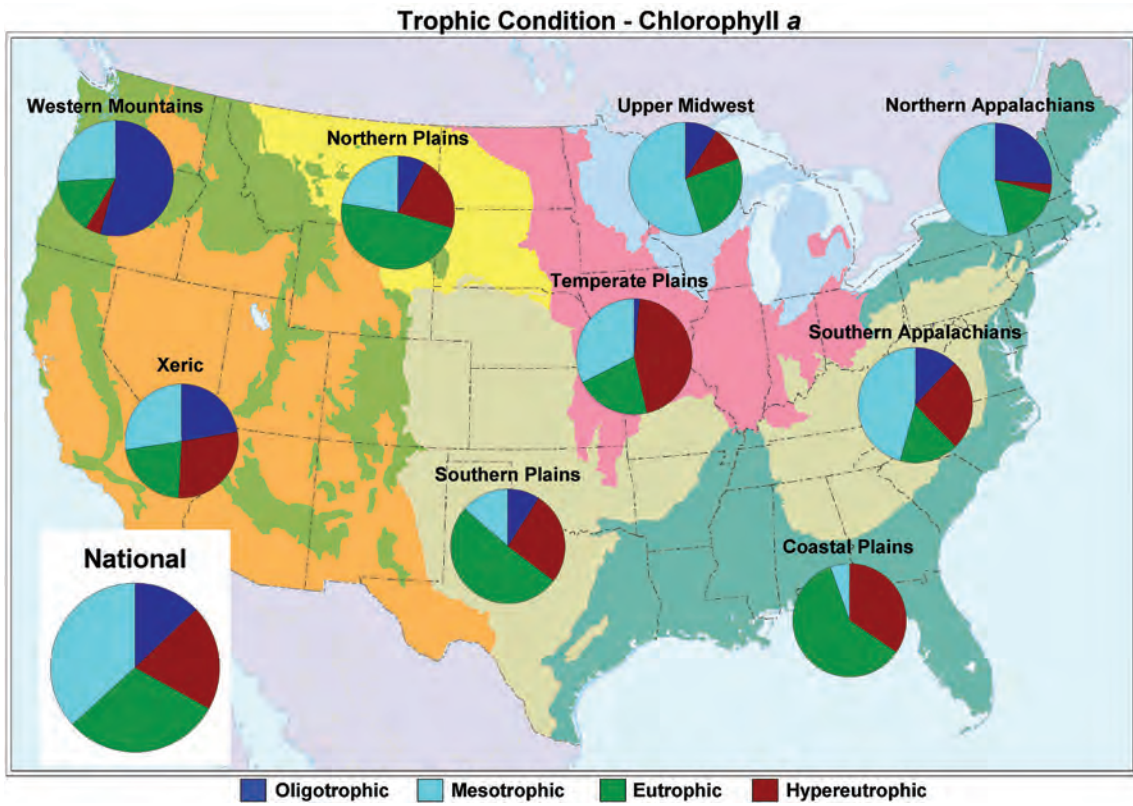 Trophic Condition - Chlorophyll a
Western Mountains
Northern Plains
Upper Midwest
Northern Appalachians
Temperate Plains
Southern Appalachians
Xeric
Southern Plains
Coastal Plains
National
Oligotrophic
Mesotrophic
Eutrophic
Hypereutrophic